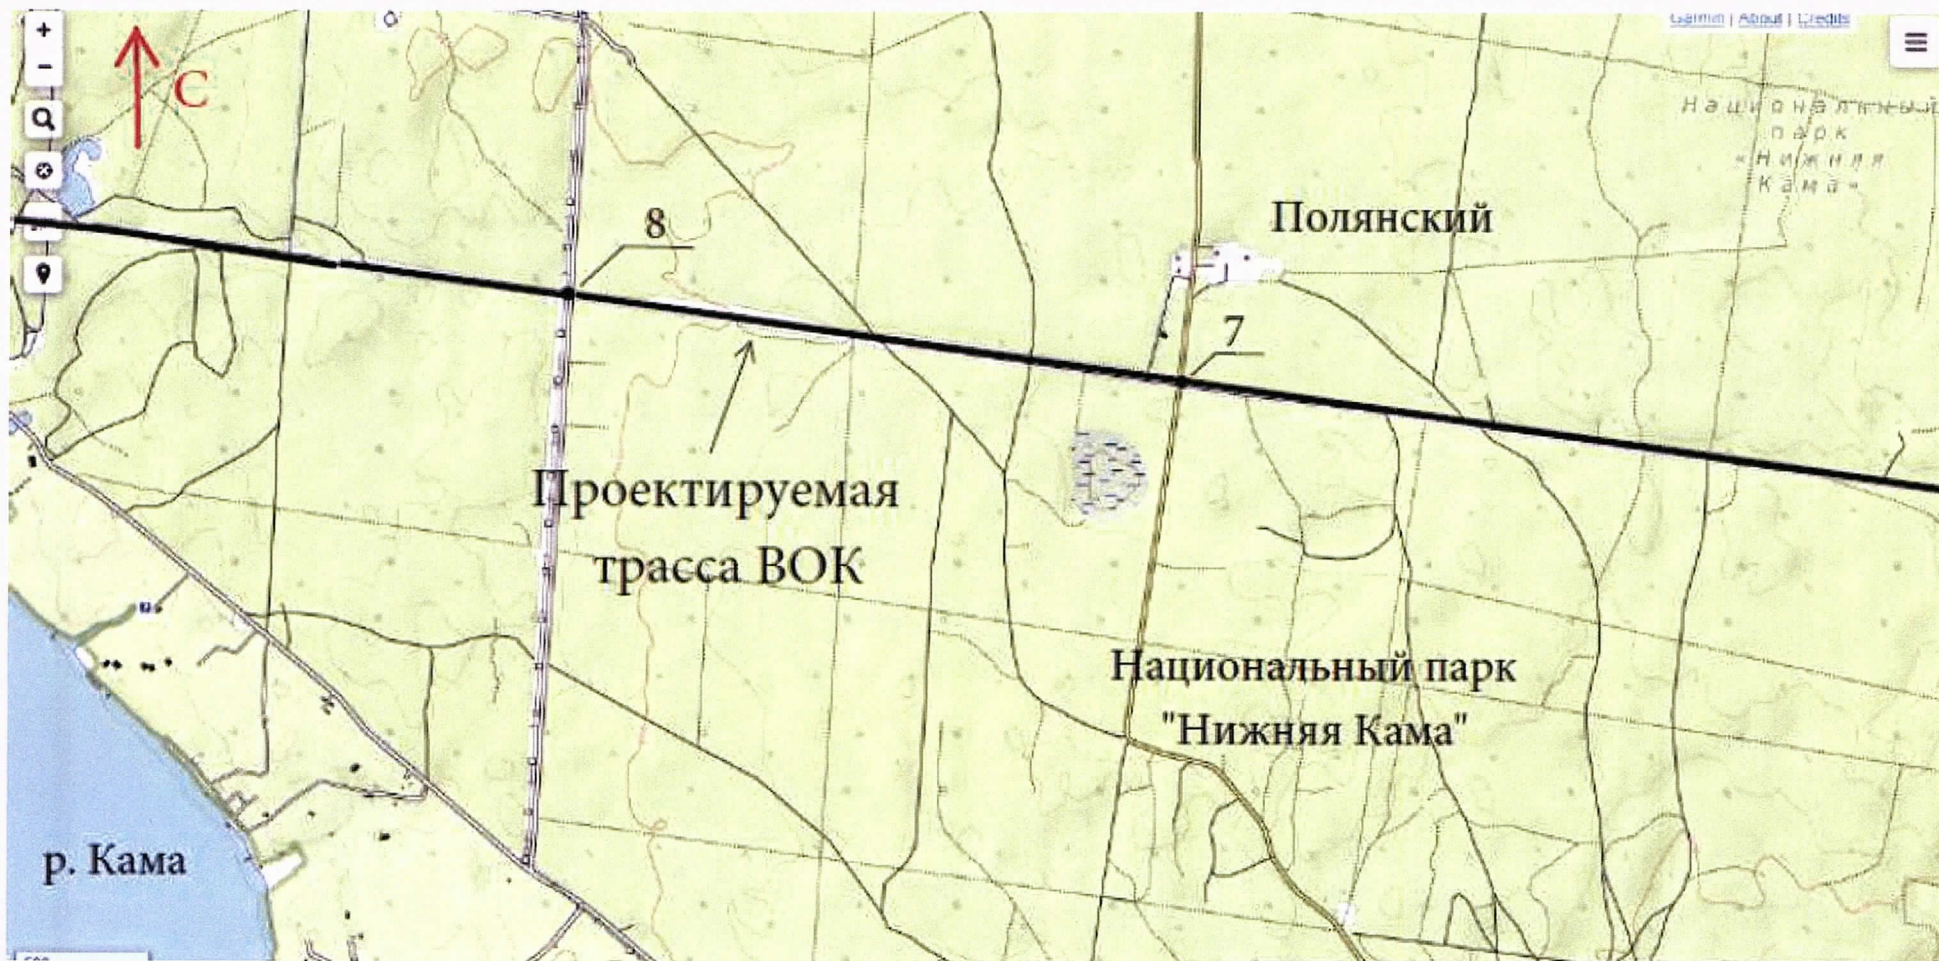 Garmin | About | Credits
С
Национальный
парк
«Нижняя
Кама»
Полянский
8
7
Проектируемая
трасса ВОК
Национальный парк
"Нижняя Кама"
р. Кама